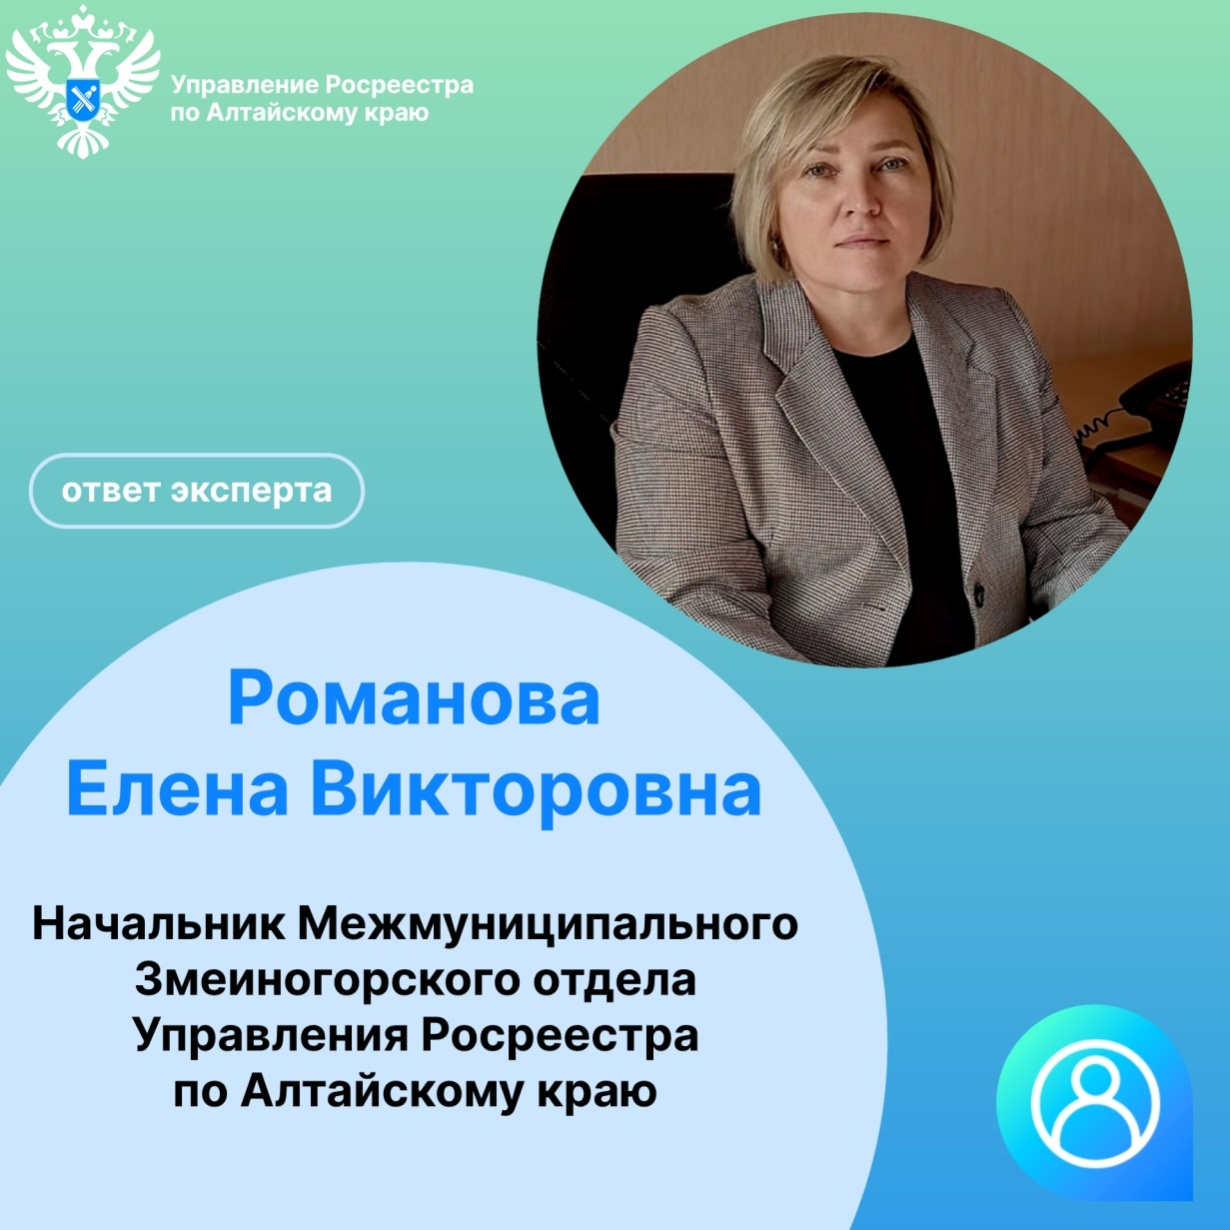 Управление Росреестра
по Алтайскому краю
ответ эксперта
Романова
Елена Викторовна
Начальник Межмуниципального
Змеиногорского отдела
Управления Росреестра
по Алтайскому краю